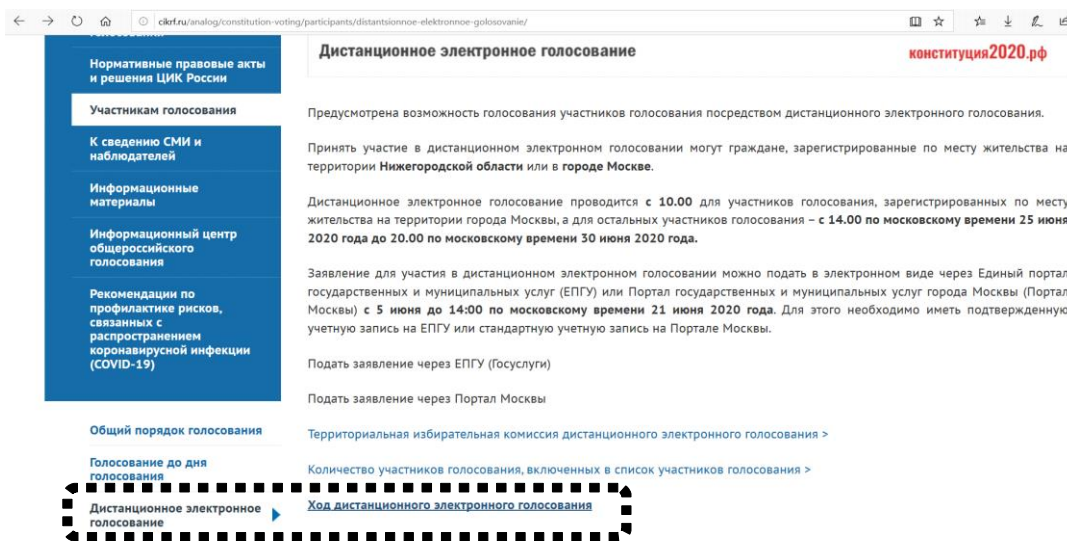 cikrf.ru/analog/constitution-voting/participants/distantsionnoe-elektronnoe-golosovanie/
Нормативные правовые акты
и решения ЦИК России
Участникам голосования
К сведению СМИ и
наблюдателей
Информационные
материалы
Информационный центр
общероссийского
голосования
Рекомендации по
профилактике рисков,
связанных с
распространением
коронавирусной инфекции
(COVID-19)
Общий порядок голосования
Голосование до дня
голосования
Дистанционное электронное
голосование
Дистанционное электронное голосование
конституция2020.рф
Предусмотрена возможность голосования участников голосования посредством дистанционного электронного голосования.
Принять участие в дистанционном электронном голосовании могут граждане, зарегистрированные по месту жительства на
территории Нижегородской области или в городе Москве.
Дистанционное электронное голосование проводится с 10.00 для участников голосования, зарегистрированных по месту
жительства на территории города Москвы, а для остальных участников голосования – с 14.00 по московскому времени 25 июня
2020 года до 20.00 по московскому времени 30 июня 2020 года.
Заявление для участия в дистанционном электронном голосовании можно подать в электронном виде через Единый портал
государственных и муниципальных услуг (ЕПГУ) или Портал государственных и муниципальных услуг города Москвы (Портал
Москвы) с 5 июня до 14:00 по московскому времени 21 июня 2020 года. Для этого необходимо иметь подтвержденную
учетную запись на ЕПГУ или стандартную учетную запись на Портале Москвы.
Подать заявление через ЕПГУ (Госуслуги)
Подать заявление через Портал Москвы
Территориальная избирательная комиссия дистанционного электронного голосования >
Количество участников голосования, включенных в список участников голосования >
Ход дистанционного электронного голосования